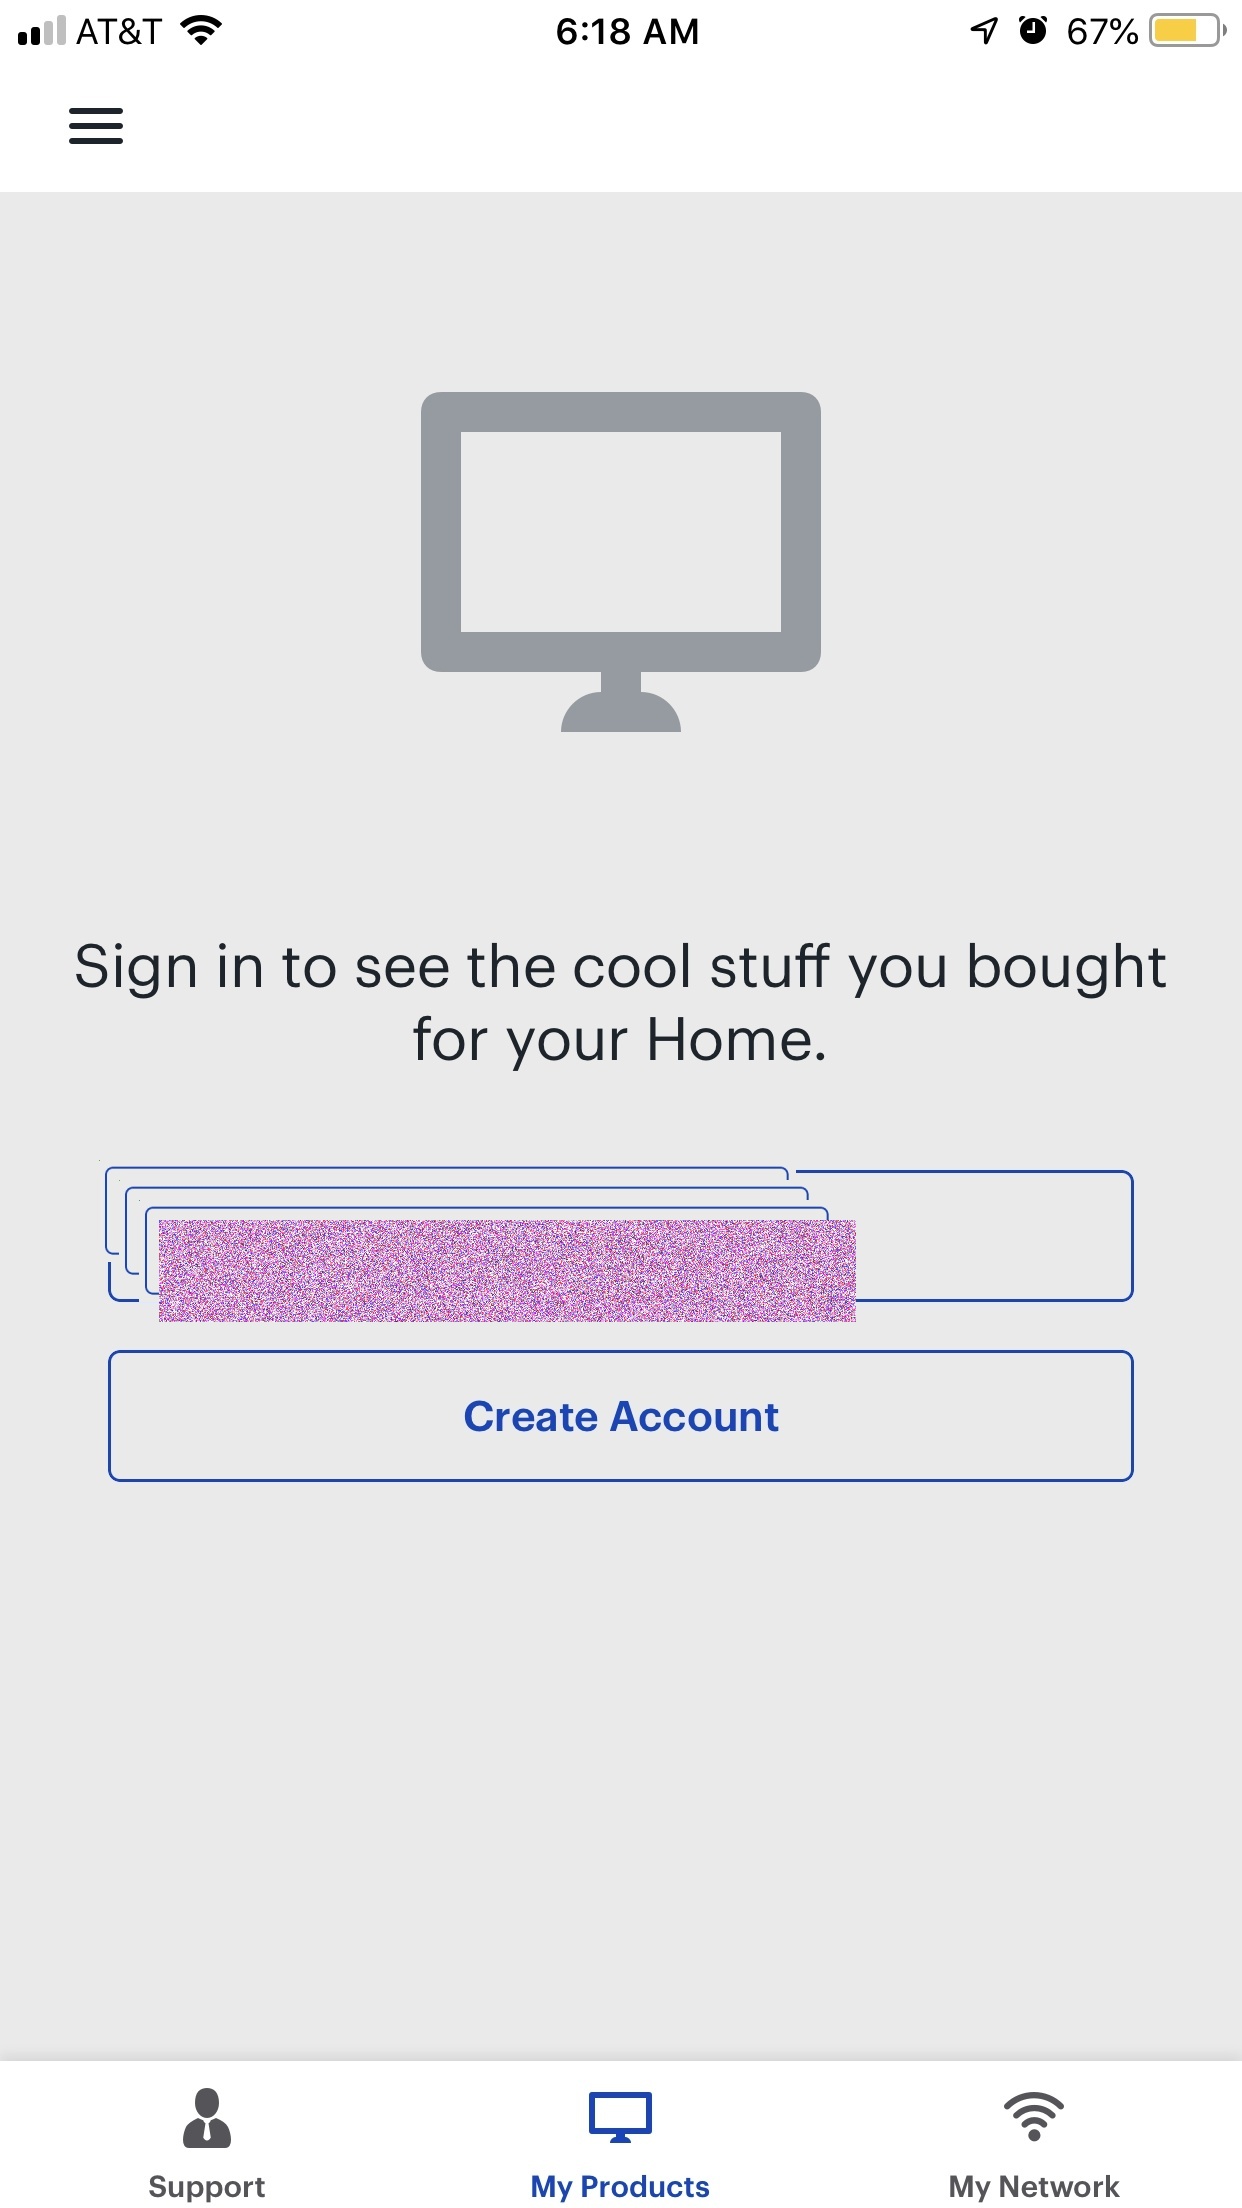 AT&T 6:18 AM 67%
Sign in to see the cool stuff you bought
for your Home.
Create Account
Support My Products My Network